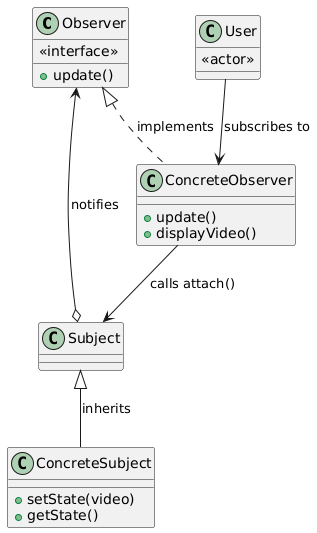 C Observer
«interface»
update()
C User
«actor»
implements
subscribes to
C ConcreteObserver
update()
displayVideo()
notifies
calls attach()
C Subject
inherits
C ConcreteSubject
setState(video)
getState()